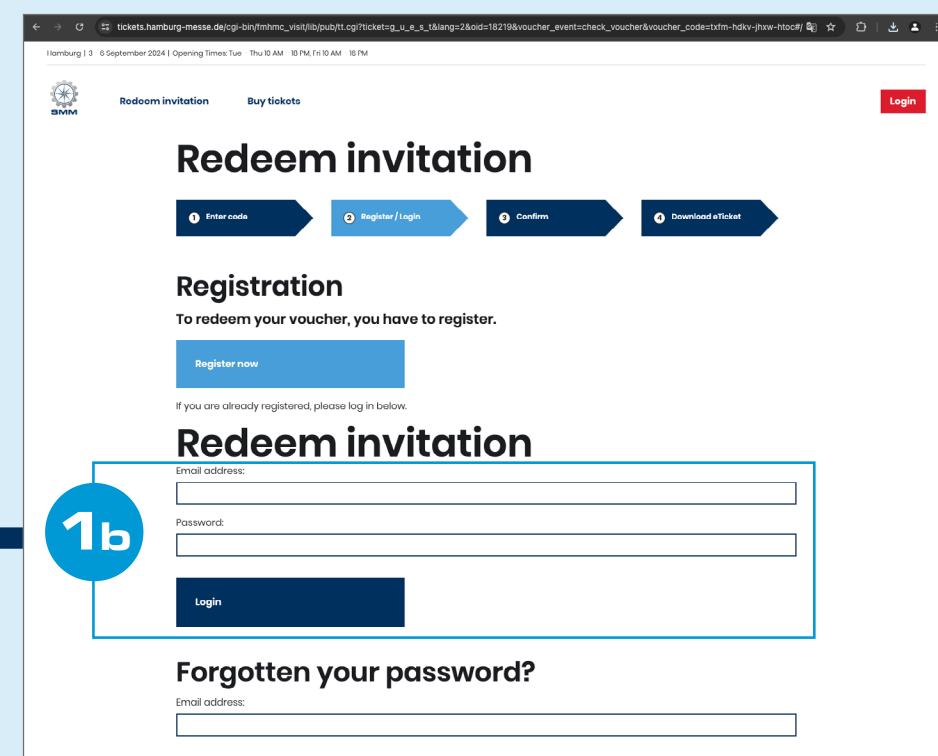 tickets.hamburg-messe.de/cgi-bin/fmhmc_visit/lib/pub/tt.cgi?ticket=g_u_e_s_t&lang=2&oid=18219&voucher_event=check_voucher&voucher_code=txfm-hdkv-jhxw-htoc#/
Hamburg | 3 6 September 2024 | Opening Times: Tue Thu 10 AM 18 PM, Fri 10 AM 16 PM
SMM
Redeem invitation Buy tickets Login
Redeem invitation
1 Enter code 2 Register / Login 3 Confirm 4 Download eTicket
Registration
To redeem your voucher, you have to register.
Register now
If you are already registered, please log in below.
Redeem invitation
Email address:
1b
Password:
Login
Forgotten your password?
Email address: